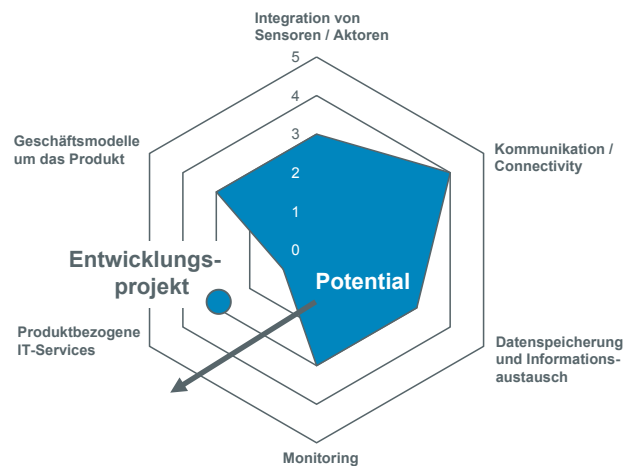 Integration von
Sensoren / Aktoren
5
4
3
2
1
0
Geschäftsmodelle
um das Produkt
Kommunikation /
Connectivity
Entwicklungs-
projekt
Potential
Produktbezogene
IT-Services
Datenspeicherung
und Informations-
austausch
Monitoring